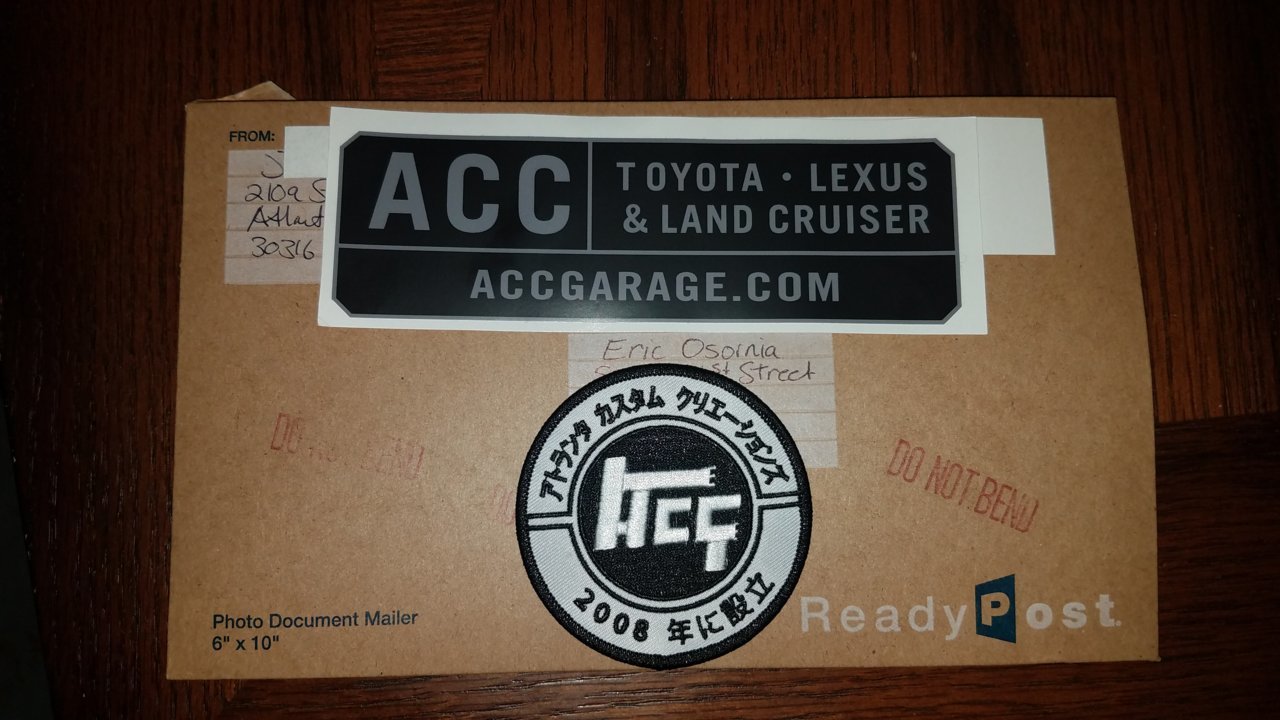 FROM:
J
2109 S
Atlant
30316
ACC
TOYOTA · LEXUS
& LAND CRUISER
ACCGARAGE.COM
Eric Osornia
st Street
アトランタ カスタム クリエーションズ
ACC
2008 年に設立
DO NOT BEND
DO NOT BEND
Photo Document Mailer
6" x 10"
ReadyPost.